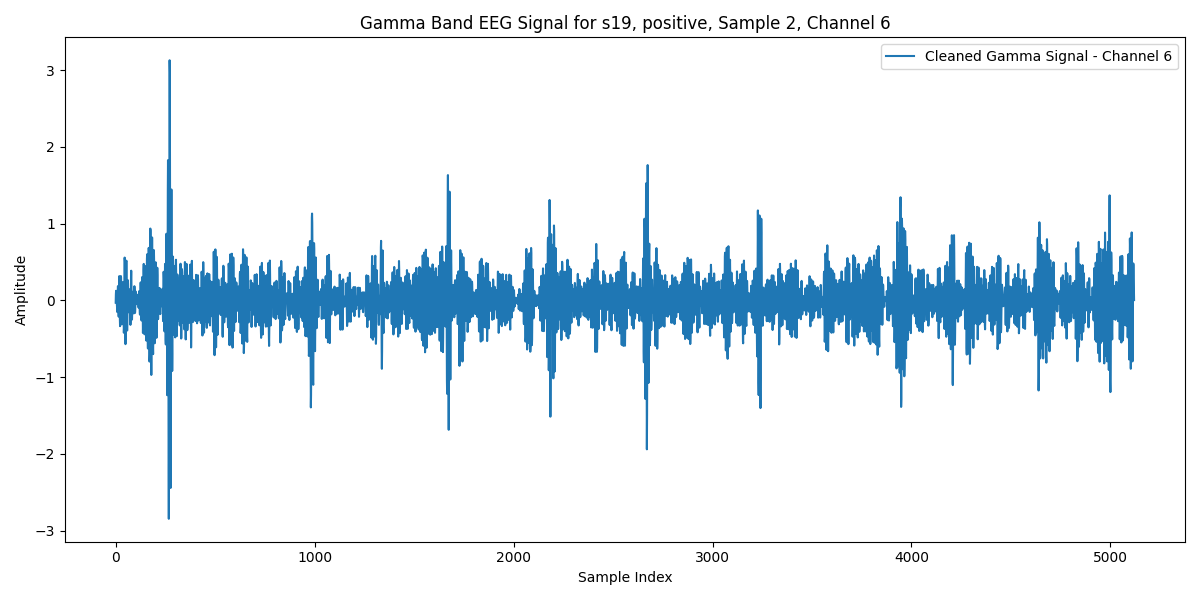 Gamma Band EEG Signal for s19, positive, Sample 2, Channel 6
Cleaned Gamma Signal - Channel 6
Amplitude
3
2
1
0
−1
−2
−3
0 1000 2000 3000 4000 5000
Sample Index